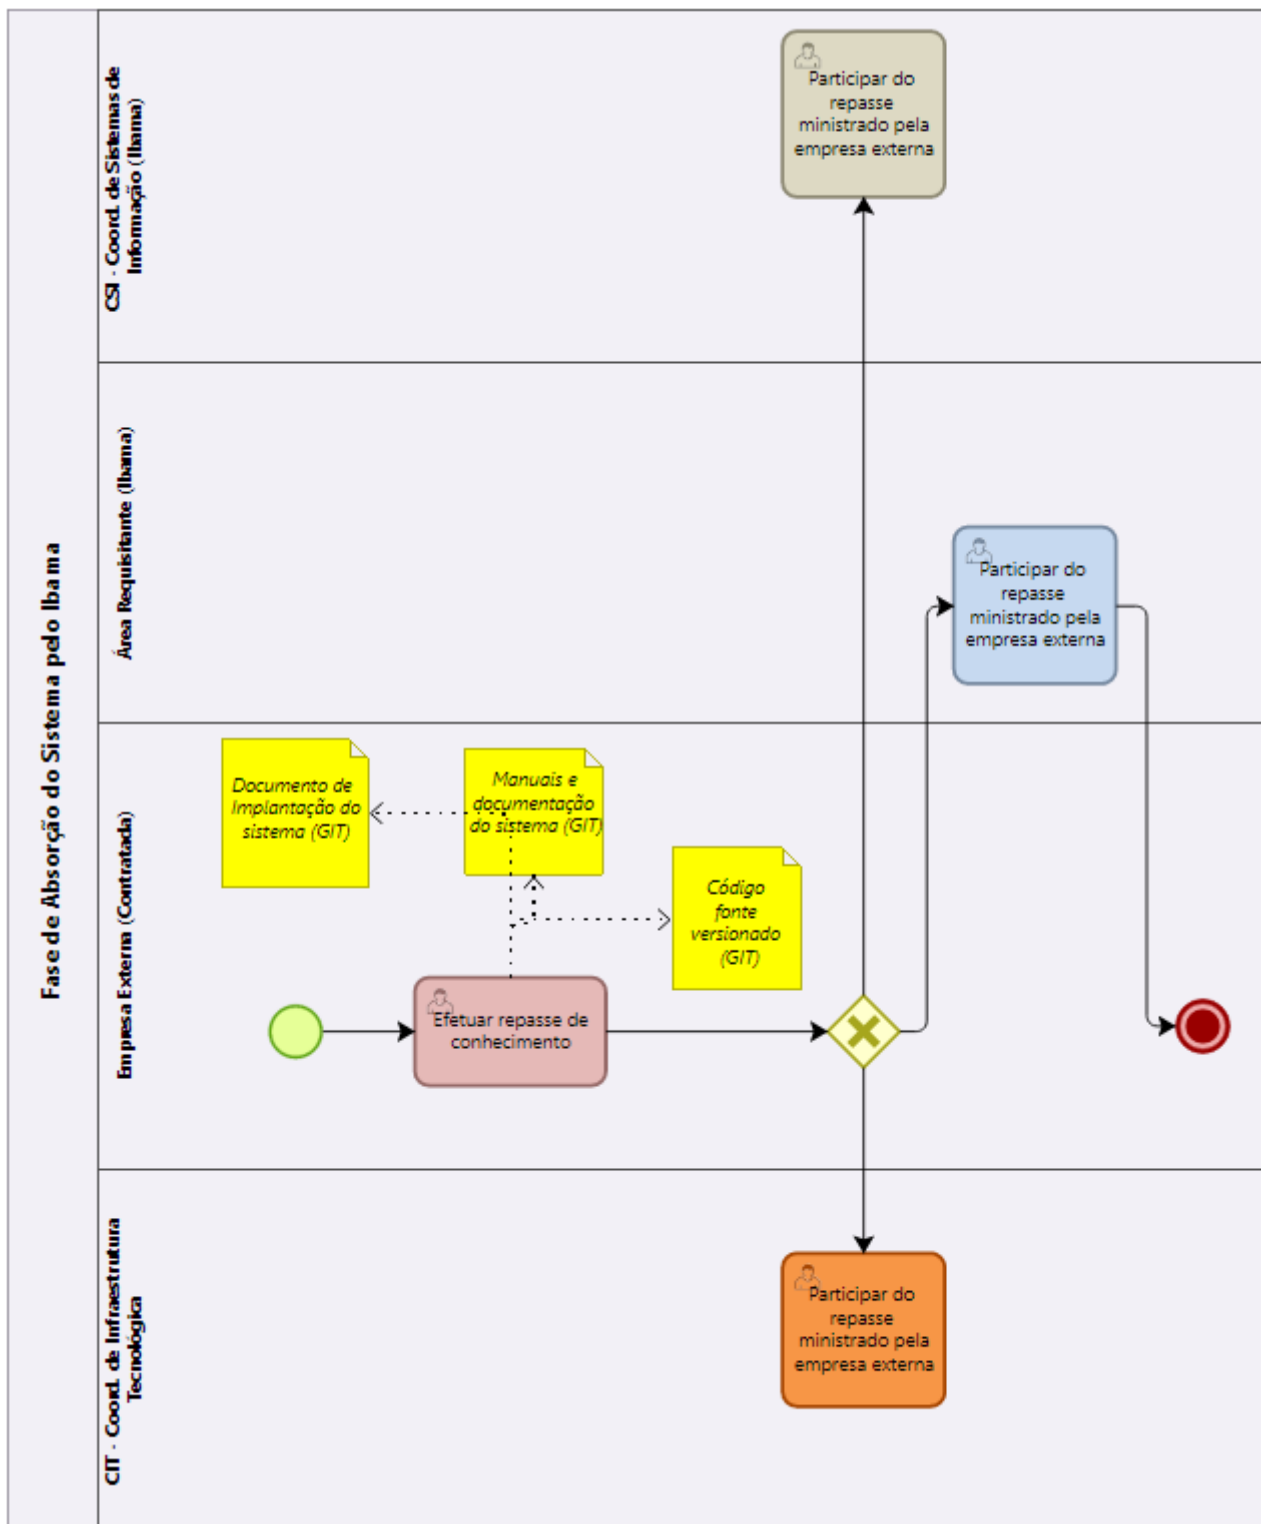 Fase de Absorção do Sistema pelo Ibama
CSI - Coord. de Sistemas de
Informação (Ibama)
Participar do
repasse
ministrado pela
empresa externa
Área Requisitante (Ibama)
Participar do
repasse
ministrado pela
empresa externa
Empresa Externa (Contratada)
Documento de
Implantação do
sistema (GIT)
Manuais e
documentação
do sistema (GIT)
Código
fonte
versionado
(GIT)
Efetuar repasse de
conhecimento
CIT - Coord. de Infraestrutura
Tecnológica
Participar do
repasse
ministrado pela
empresa externa